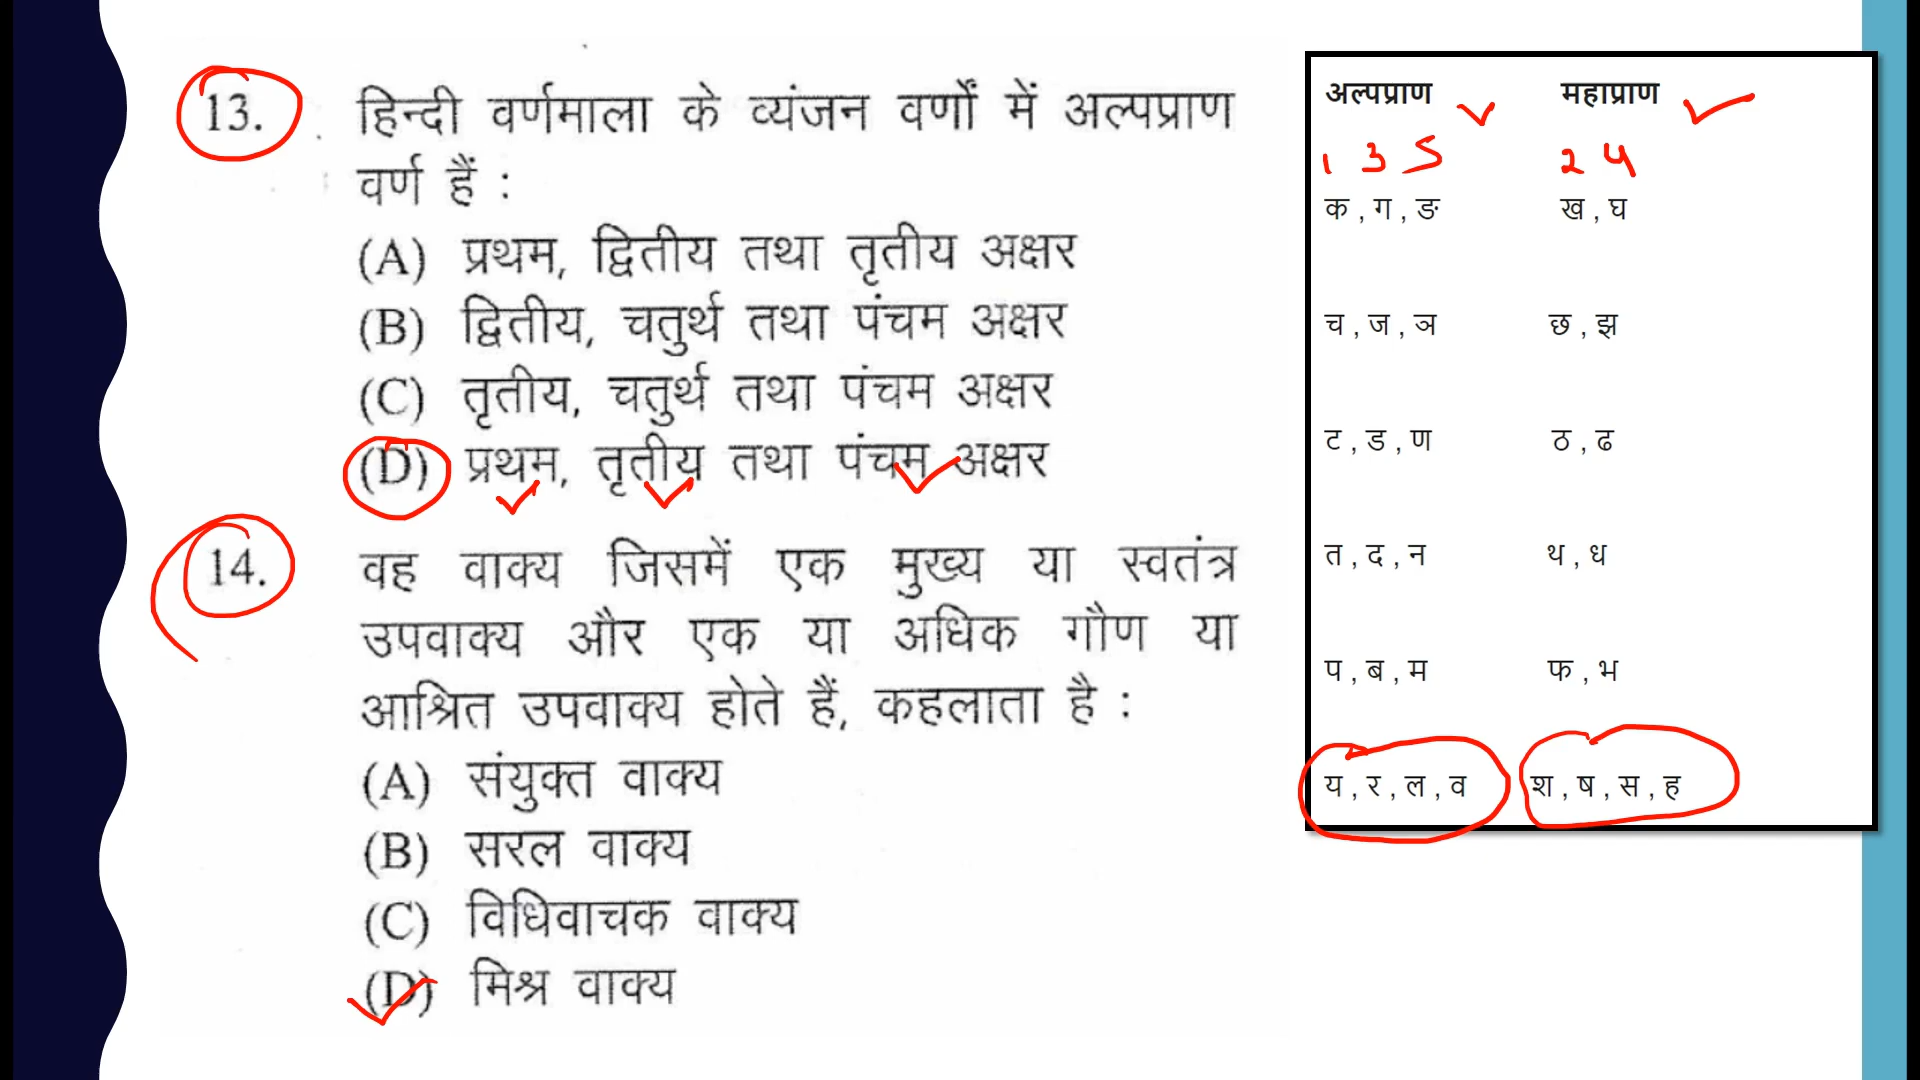 13. हिन्दी वर्णमाला के व्यंजन वर्णों में अल्पप्राण
वर्ण हैं :
(A) प्रथम, द्वितीय तथा तृतीय अक्षर
(B) द्वितीय, चतुर्थ तथा पंचम अक्षर
(C) तृतीय, चतुर्थ तथा पंचम अक्षर
(D) प्रथम, तृतीय तथा पंचम अक्षर
14. वह वाक्य जिसमें एक मुख्य या स्वतंत्र
उपवाक्य और एक या अधिक गौण या
आश्रित उपवाक्य होते हैं, कहलाता है :
(A) संयुक्त वाक्य
(B) सरल वाक्य
(C) विधिवाचक वाक्य
(D) मिश्र वाक्य
अल्पप्राण महाप्राण
1 3 5 2 4
क , ग , ङ ख , घ
च , ज , ञ छ , झ
ट , ड , ण ठ , ढ
त , द , न थ , ध
प , ब , म फ , भ
य , र , ल , व श , ष , स , ह